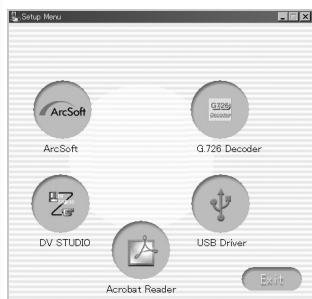 Setup Menu
ArcSoft
G.726
Decoder
ArcSoft
G.726 Decoder
DV STUDIO
USB Driver
Acrobat Reader
Exit